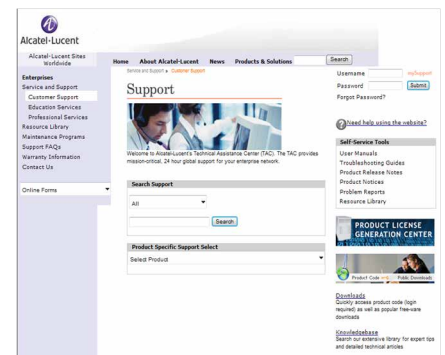 Alcatel·Lucent
Alcatel-Lucent Sites
Worldwide
Home About Alcatel-Lucent News Products & Solutions Search
Enterprises
Service and Support
Customer Support
Education Services
Professional Services
Resource Library
Maintenance Programs
Support FAQs
Warranty Information
Contact Us
Online Forms
Service and Support ▸ Customer Support
Support
Welcome to Alcatel-Lucent's Technical Assistance Center (TAC). The TAC provides
mission-critical, 24 hour global support for your enterprise network.
Search Support
All
Search
Product Specific Support Select
Select Product
Username mySupport
Password Submit
Forgot Password?
Need help using the website?
Self-Service Tools
User Manuals
Troubleshooting Guides
Product Release Notes
Product Notices
Problem Reports
Resource Library
PRODUCT LICENSE
GENERATION CENTER
Product Code Public Downloads
Downloads
Quickly access product code (login
required) as well as popular free-ware
downloads
Knowledgebase
Search our extensive library for expert tips
and detailed technical articles